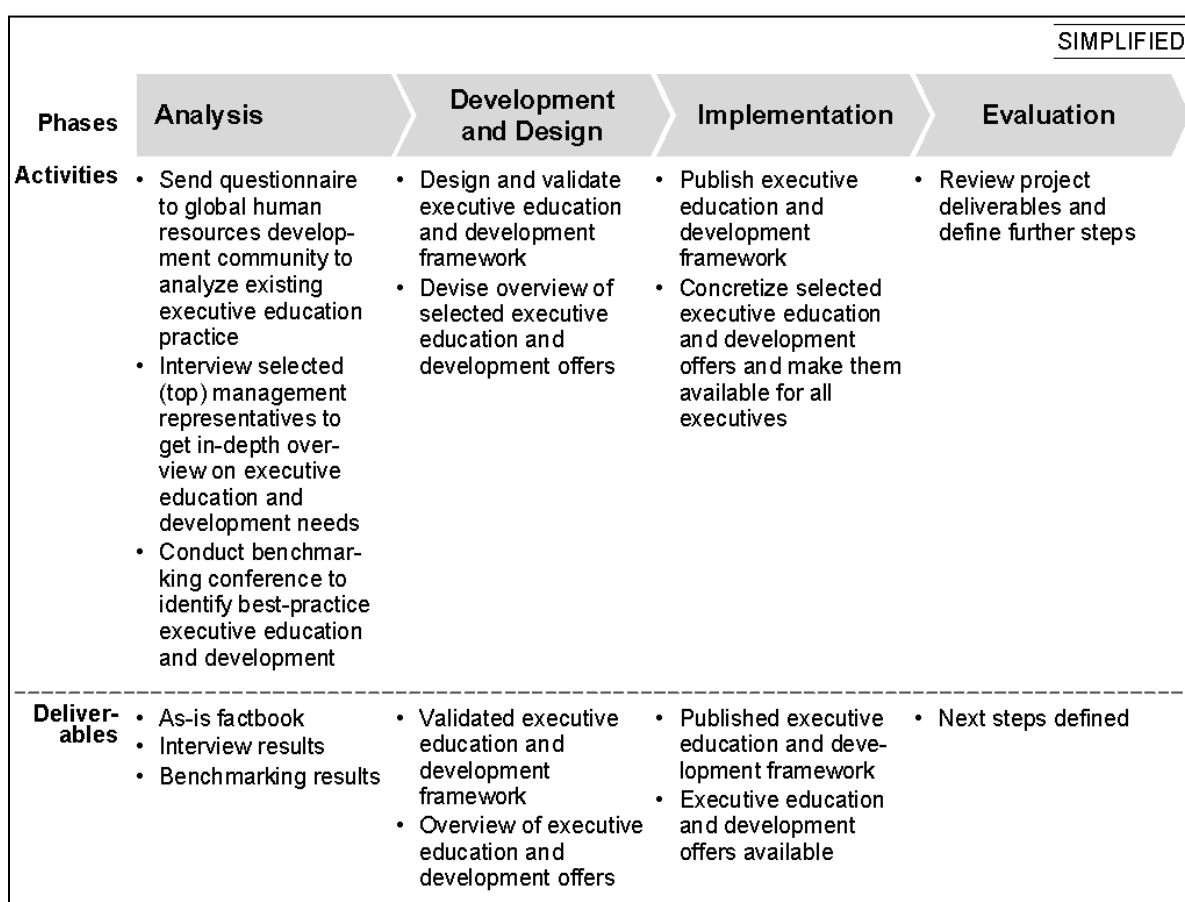 SIMPLIFIED
Phases
Analysis
Development
and Design
Implementation
Evaluation
Activities
• Send questionnaire
to global human
resources develop-
ment community to
analyze existing
executive education
practice
• Interview selected
(top) management
representatives to
get in-depth over-
view on executive
education and
development needs
• Conduct benchmar-
king conference to
identify best-practice
executive education
and development
• Design and validate
executive education
and development
framework
• Devise overview of
selected executive
education and
development offers
• Publish executive
education and
development
framework
• Concretize selected
executive education
and development
offers and make them
available for all
executives
• Review project
deliverables and
define further steps
Deliver-
ables
• As-is factbook
• Interview results
• Benchmarking results
• Validated executive
education and
development
framework
• Overview of executive
education and
development offers
• Published executive
education and deve-
lopment framework
• Executive education
and development
offers available
• Next steps defined